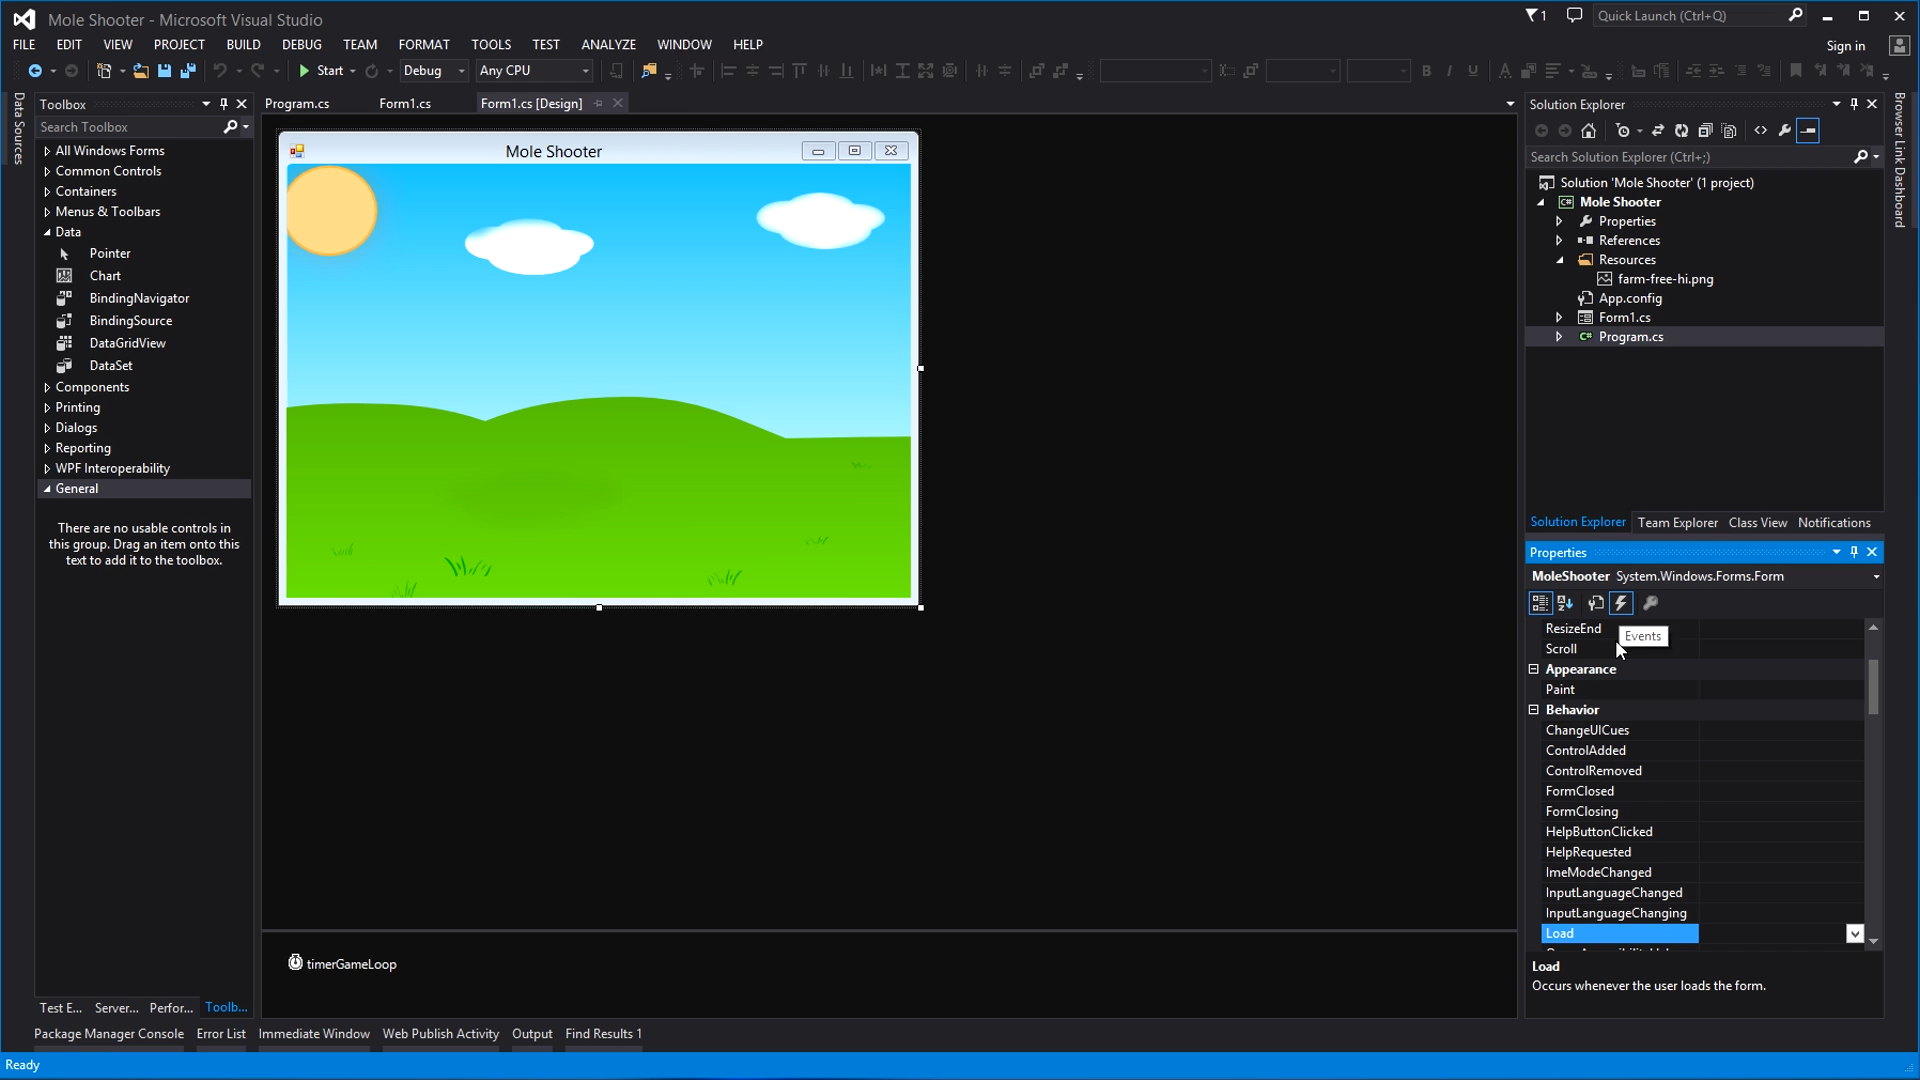 Mole Shooter - Microsoft Visual Studio
1
Quick Launch (Ctrl+Q)
FILE EDIT VIEW PROJECT BUILD DEBUG TEAM FORMAT TOOLS TEST ANALYZE WINDOW HELP
Sign in
Start Debug Any CPU
Data Sources
Toolbox
Search Toolbox
All Windows Forms
Common Controls
Containers
Menus & Toolbars
Data
Pointer
Chart
BindingNavigator
BindingSource
DataGridView
DataSet
Components
Printing
Dialogs
Reporting
WPF Interoperability
General
There are no usable controls in
this group. Drag an item onto this
text to add it to the toolbox.
Test E... Server... Perfor... Toolb...
Program.cs Form1.cs Form1.cs [Design]
Mole Shooter
timerGameLoop
Solution Explorer
Search Solution Explorer (Ctrl+;)
Solution 'Mole Shooter' (1 project)
Mole Shooter
Properties
References
Resources
farm-free-hi.png
App.config
Form1.cs
Program.cs
Solution Explorer Team Explorer Class View Notifications
Browser Link Dashboard
Properties
MoleShooter System.Windows.Forms.Form
ResizeEnd
Events
Scroll
Appearance
Paint
Behavior
ChangeUICues
ControlAdded
ControlRemoved
FormClosed
FormClosing
HelpButtonClicked
HelpRequested
ImeModeChanged
InputLanguageChanged
InputLanguageChanging
Load
Load
Occurs whenever the user loads the form.
Package Manager Console Error List Immediate Window Web Publish Activity Output Find Results 1
Ready